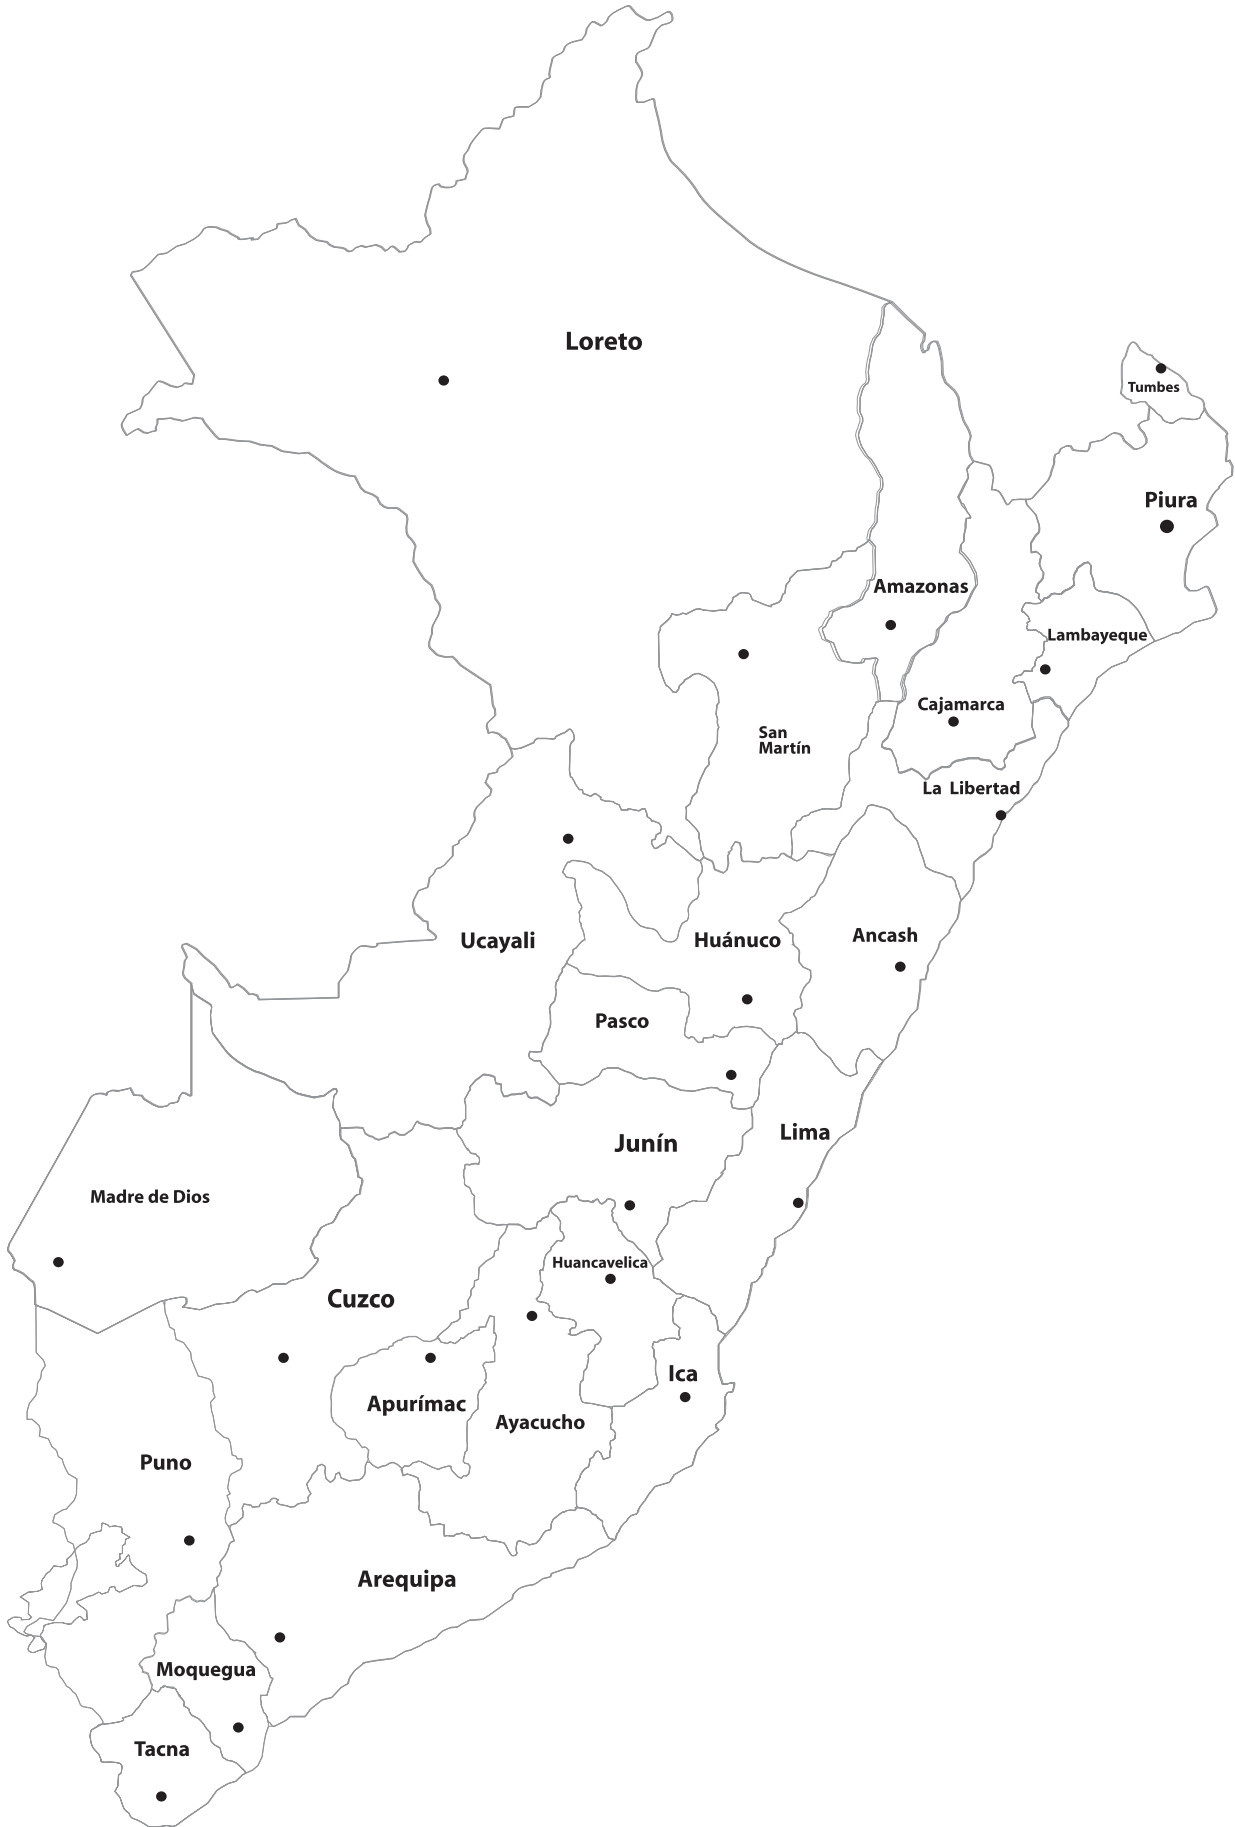 Loreto
Tumbes
Piura
Amazonas
Lambayeque
Cajamarca
San
Martín
La Libertad
Ucayali
Huánuco
Ancash
Pasco
Lima
Junín
Madre de Dios
Huancavelica
Cuzco
Ica
Apurímac
Ayacucho
Puno
Arequipa
Moquegua
Tacna